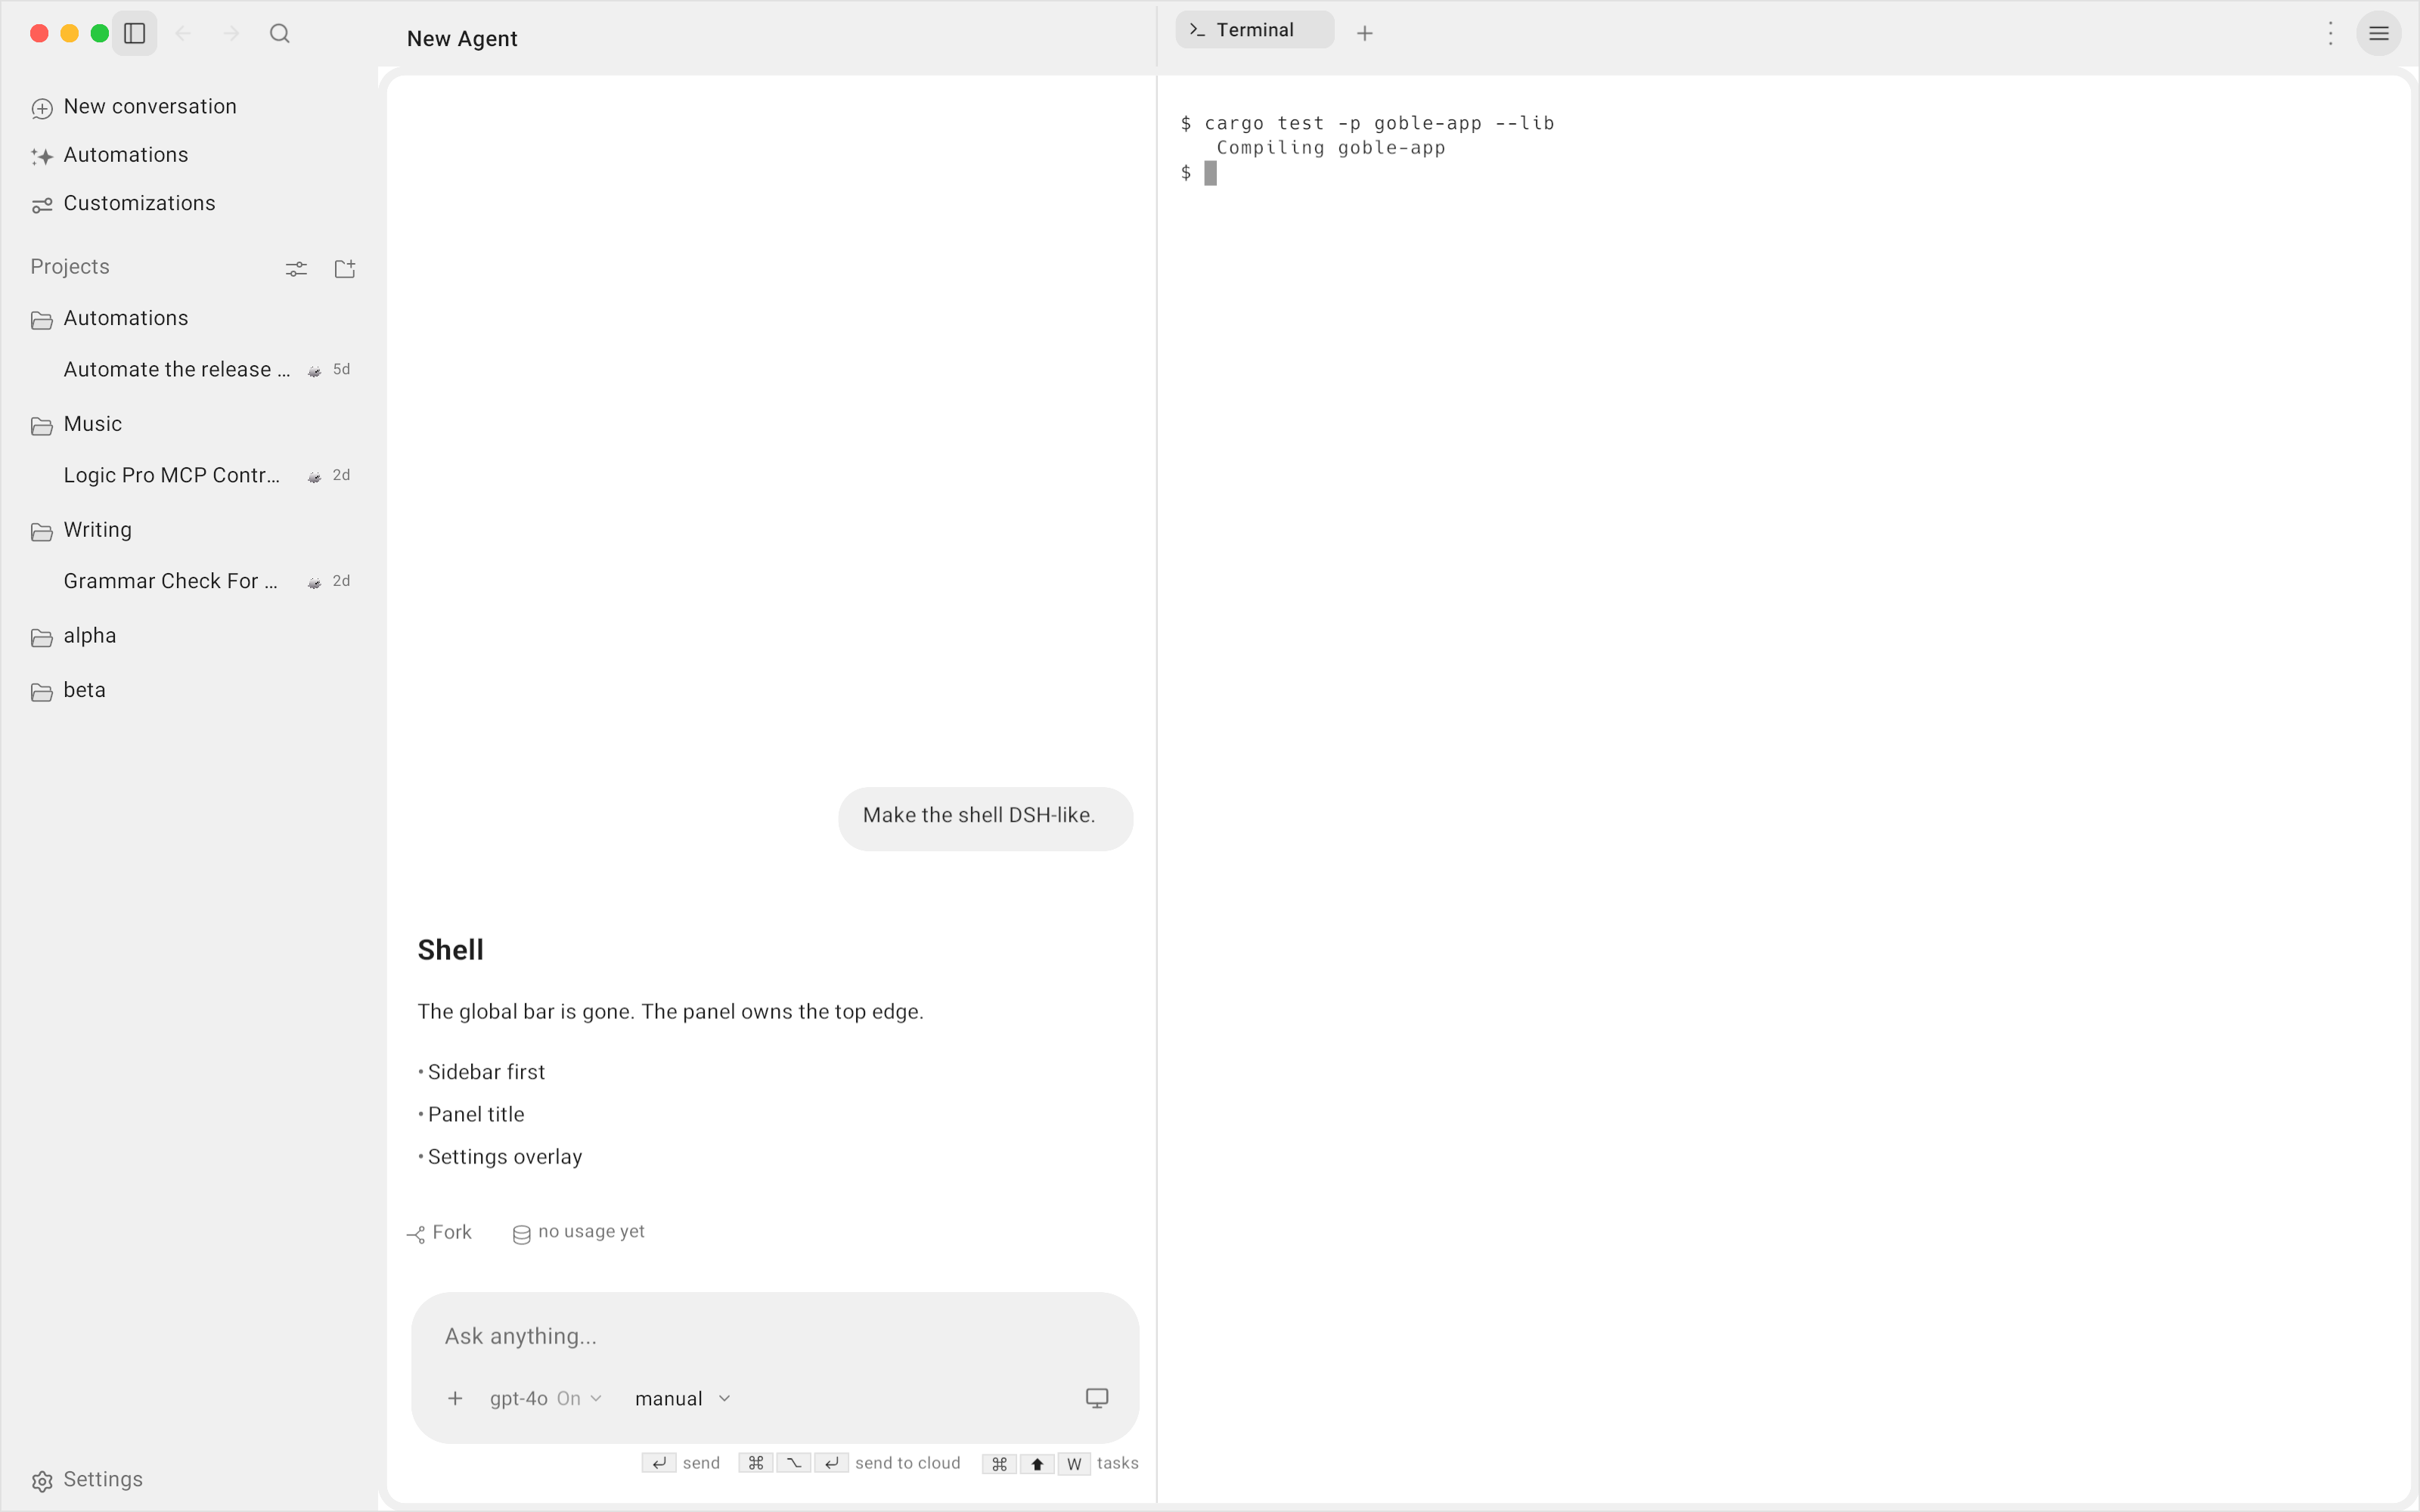 New Agent
>_ Terminal
New conversation
Automations
Customizations
Projects
Automations
Automate the release ... 5d
Music
Logic Pro MCP Contr... 2d
Writing
Grammar Check For ... 2d
alpha
beta
Settings
Make the shell DSH-like.
Shell
The global bar is gone. The panel owns the top edge.
• Sidebar first
• Panel title
• Settings overlay
Fork no usage yet
Ask anything...
+ gpt-4o On manual
↵ send ⌘ ⌥ ↵ send to cloud ⌘ ⬆ W tasks
$ cargo test -p goble-app --lib
Compiling goble-app
$